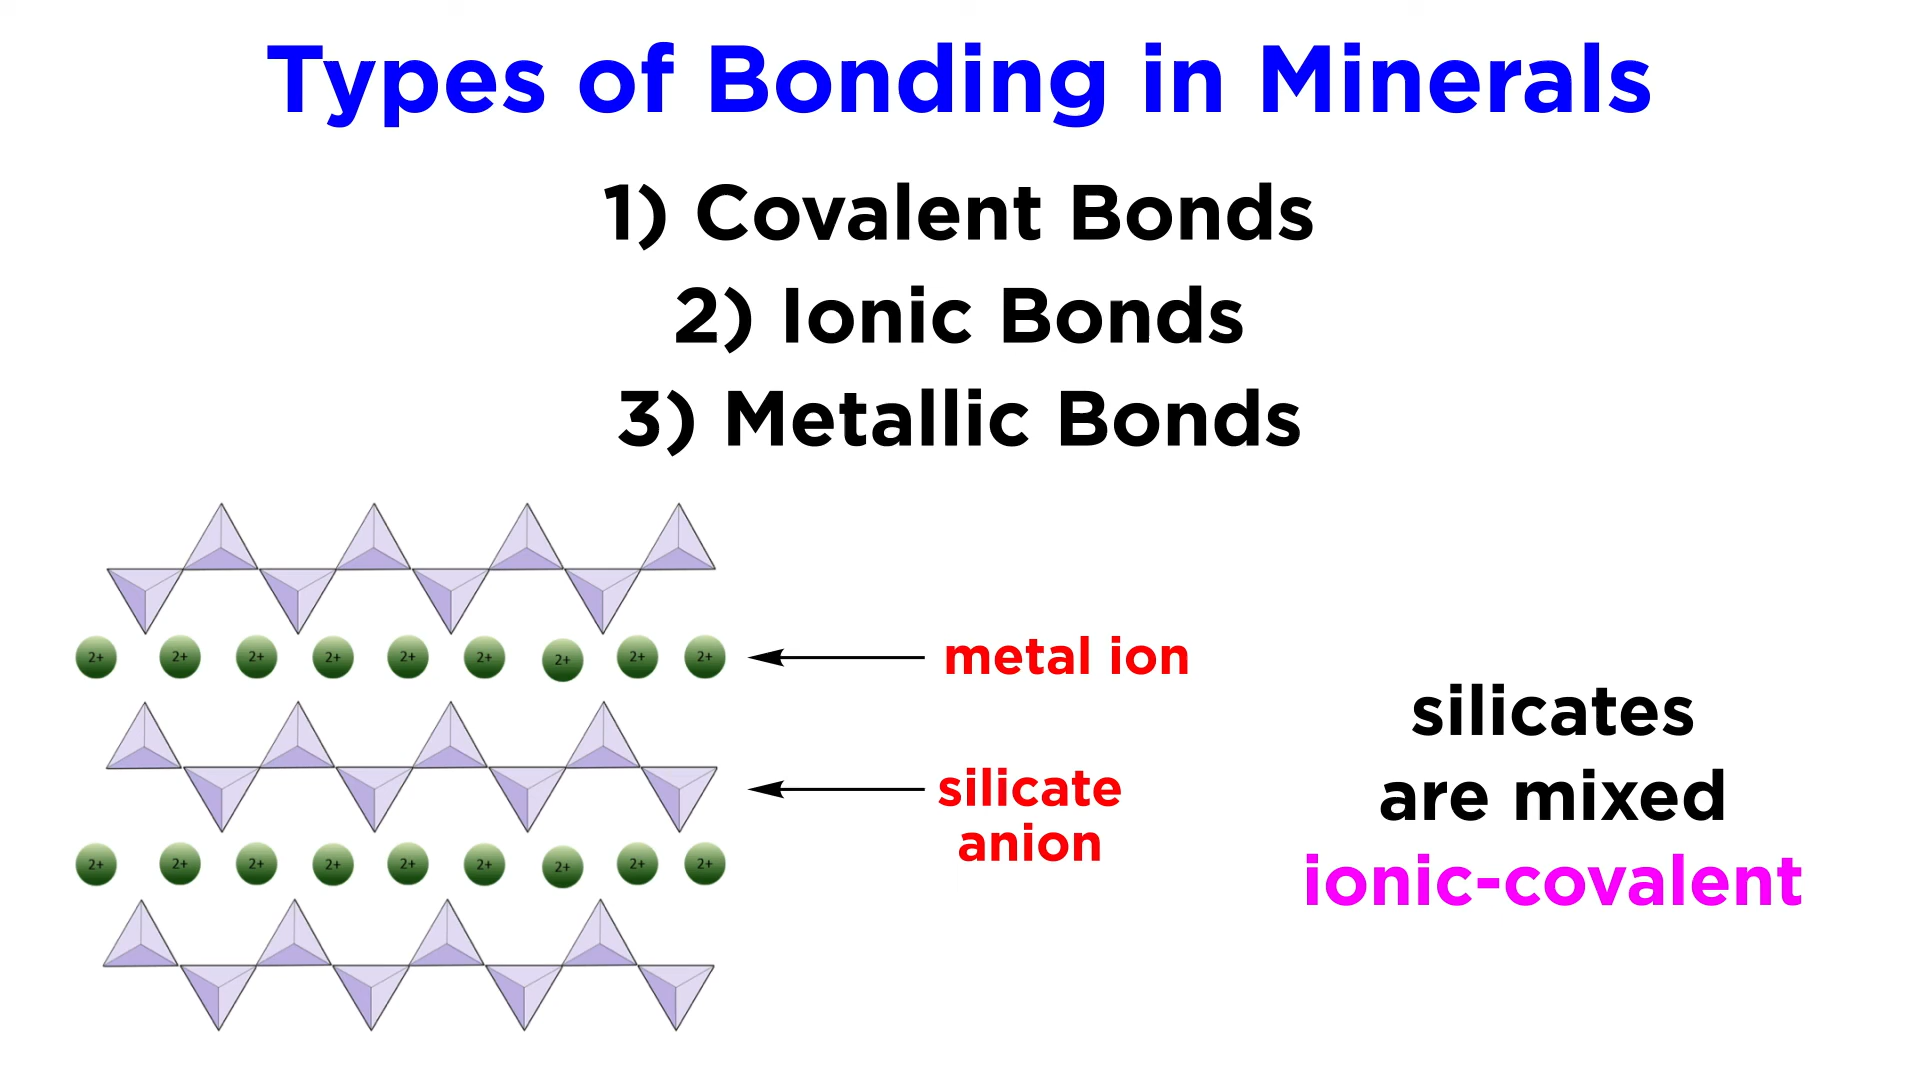 Types of Bonding in Minerals
1) Covalent Bonds
2) Ionic Bonds
3) Metallic Bonds
2+ 2+ 2+ 2+ 2+ 2+ 2+ 2+ 2+
metal ion
silicate
anion
2+ 2+ 2+ 2+ 2+ 2+ 2+ 2+ 2+
silicates
are mixed
ionic-covalent